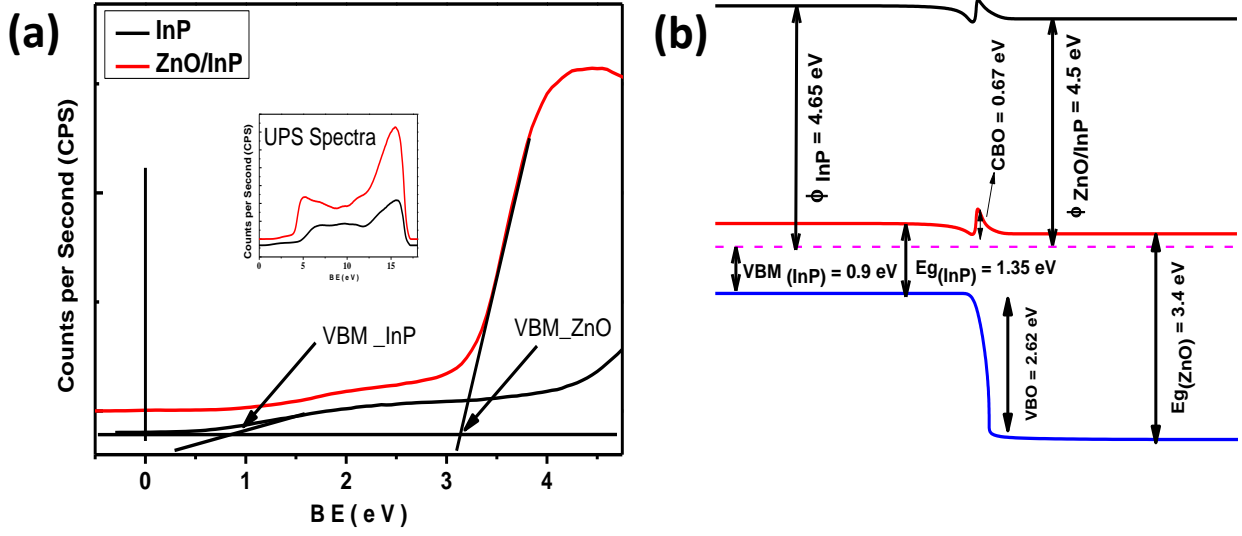 (a)
InP
ZnO/InP
UPS Spectra
Counts per Second (CPS)
0 5 10 15
B E ( e V )
VBM _InP
VBM_ZnO
Counts per Second (CPS)
0 1 2 3 4
B E ( e V )
(b)
ϕ InP = 4.65 eV
CBO = 0.67 eV
ϕ ZnO/InP = 4.5 eV
VBM (InP) = 0.9 eV
Eg(InP) = 1.35 eV
VBO = 2.62 eV
Eg(ZnO) = 3.4 eV